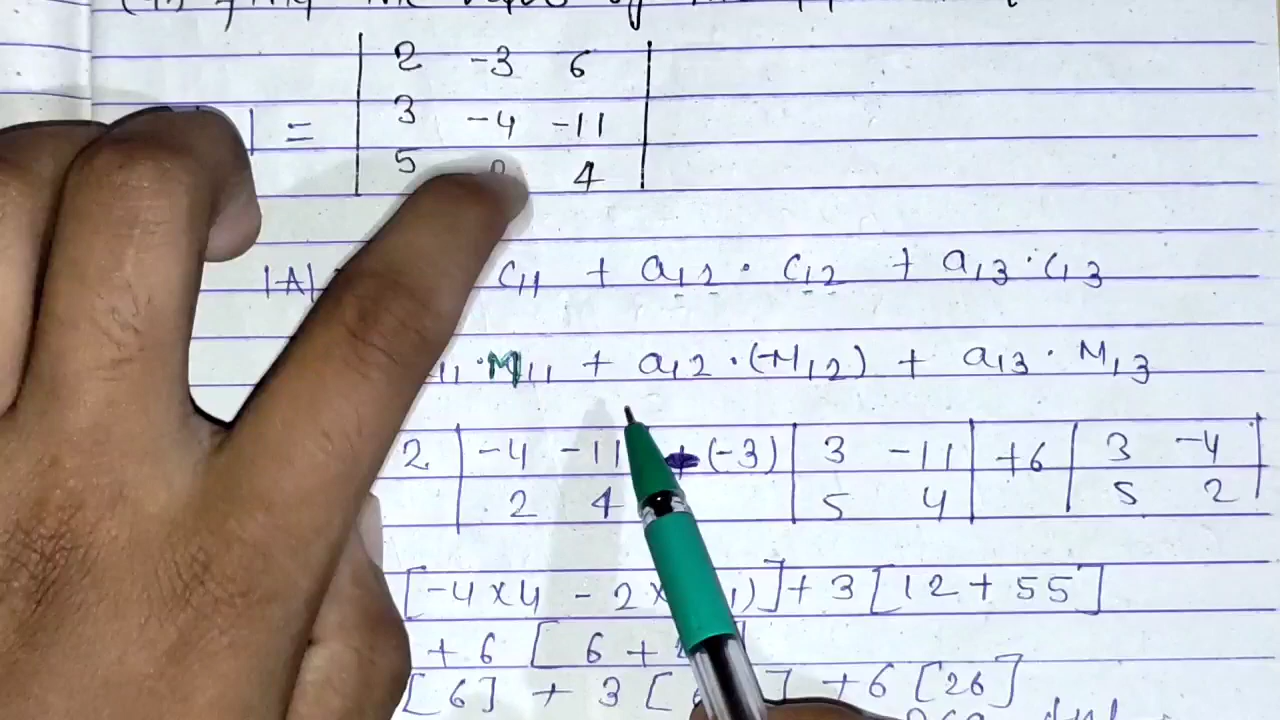 2 -3 6
| = 3 -4 -11
5 4
|A| C11 + a12 · C12 + a13 · C13
11 · M11 + a12 · (-M12) + a13 · M13
2 | -4 -11 (-3) | 3 -11 | +6 | 3 -4 |
2 4 5 4 5 2
[-4×4 - 2× 1)] + 3 [12 + 55]
+ 6 [ 6 +
[6] + 3 [ ] + 6 [26]